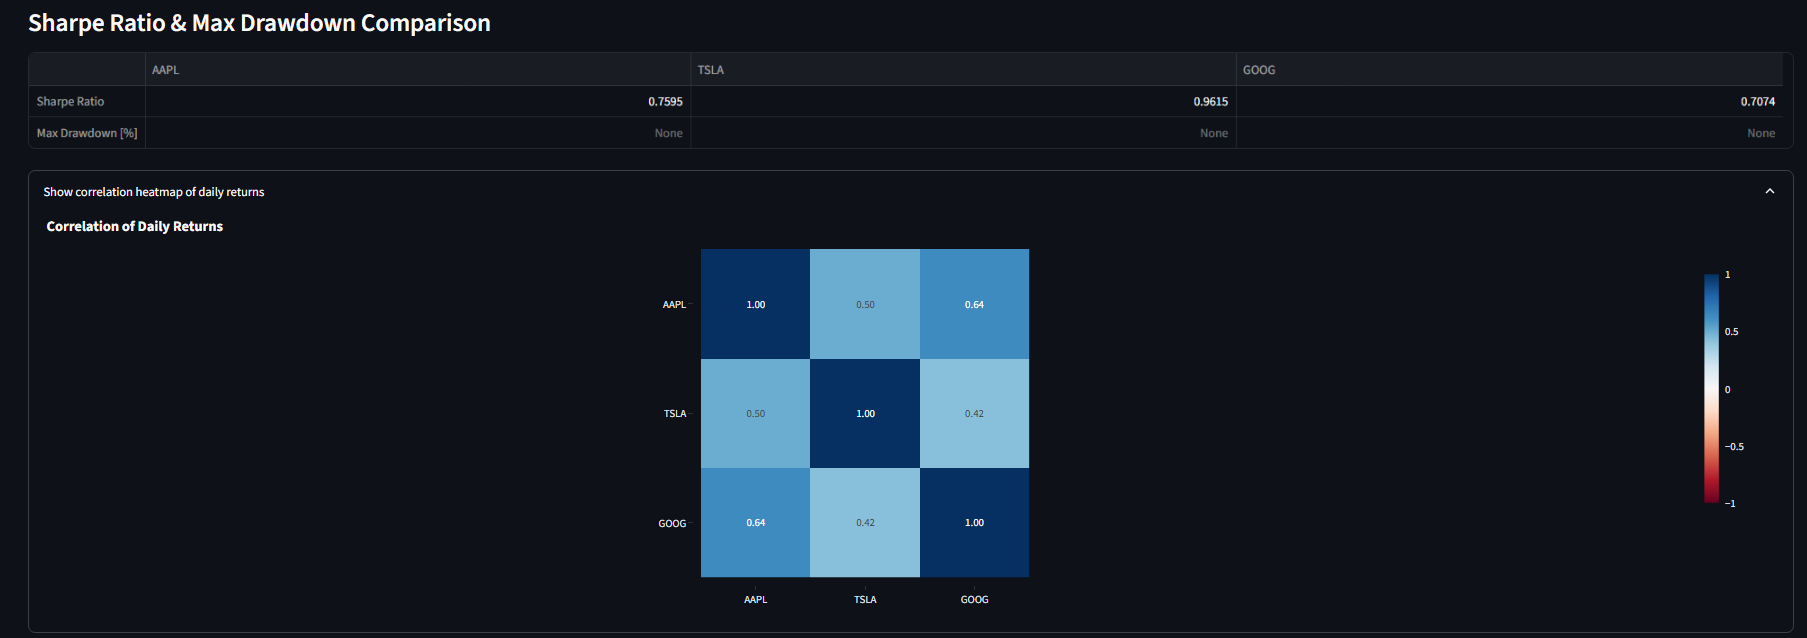 Sharpe Ratio & Max Drawdown Comparison
AAPL TSLA GOOG
Sharpe Ratio 0.7595 0.9615 0.7074
Max Drawdown [%] None None None
Show correlation heatmap of daily returns
Correlation of Daily Returns
AAPL 1.00 0.50 0.64
TSLA 0.50 1.00 0.42
GOOG 0.64 0.42 1.00
AAPL TSLA GOOG
1
0.5
0
−0.5
−1